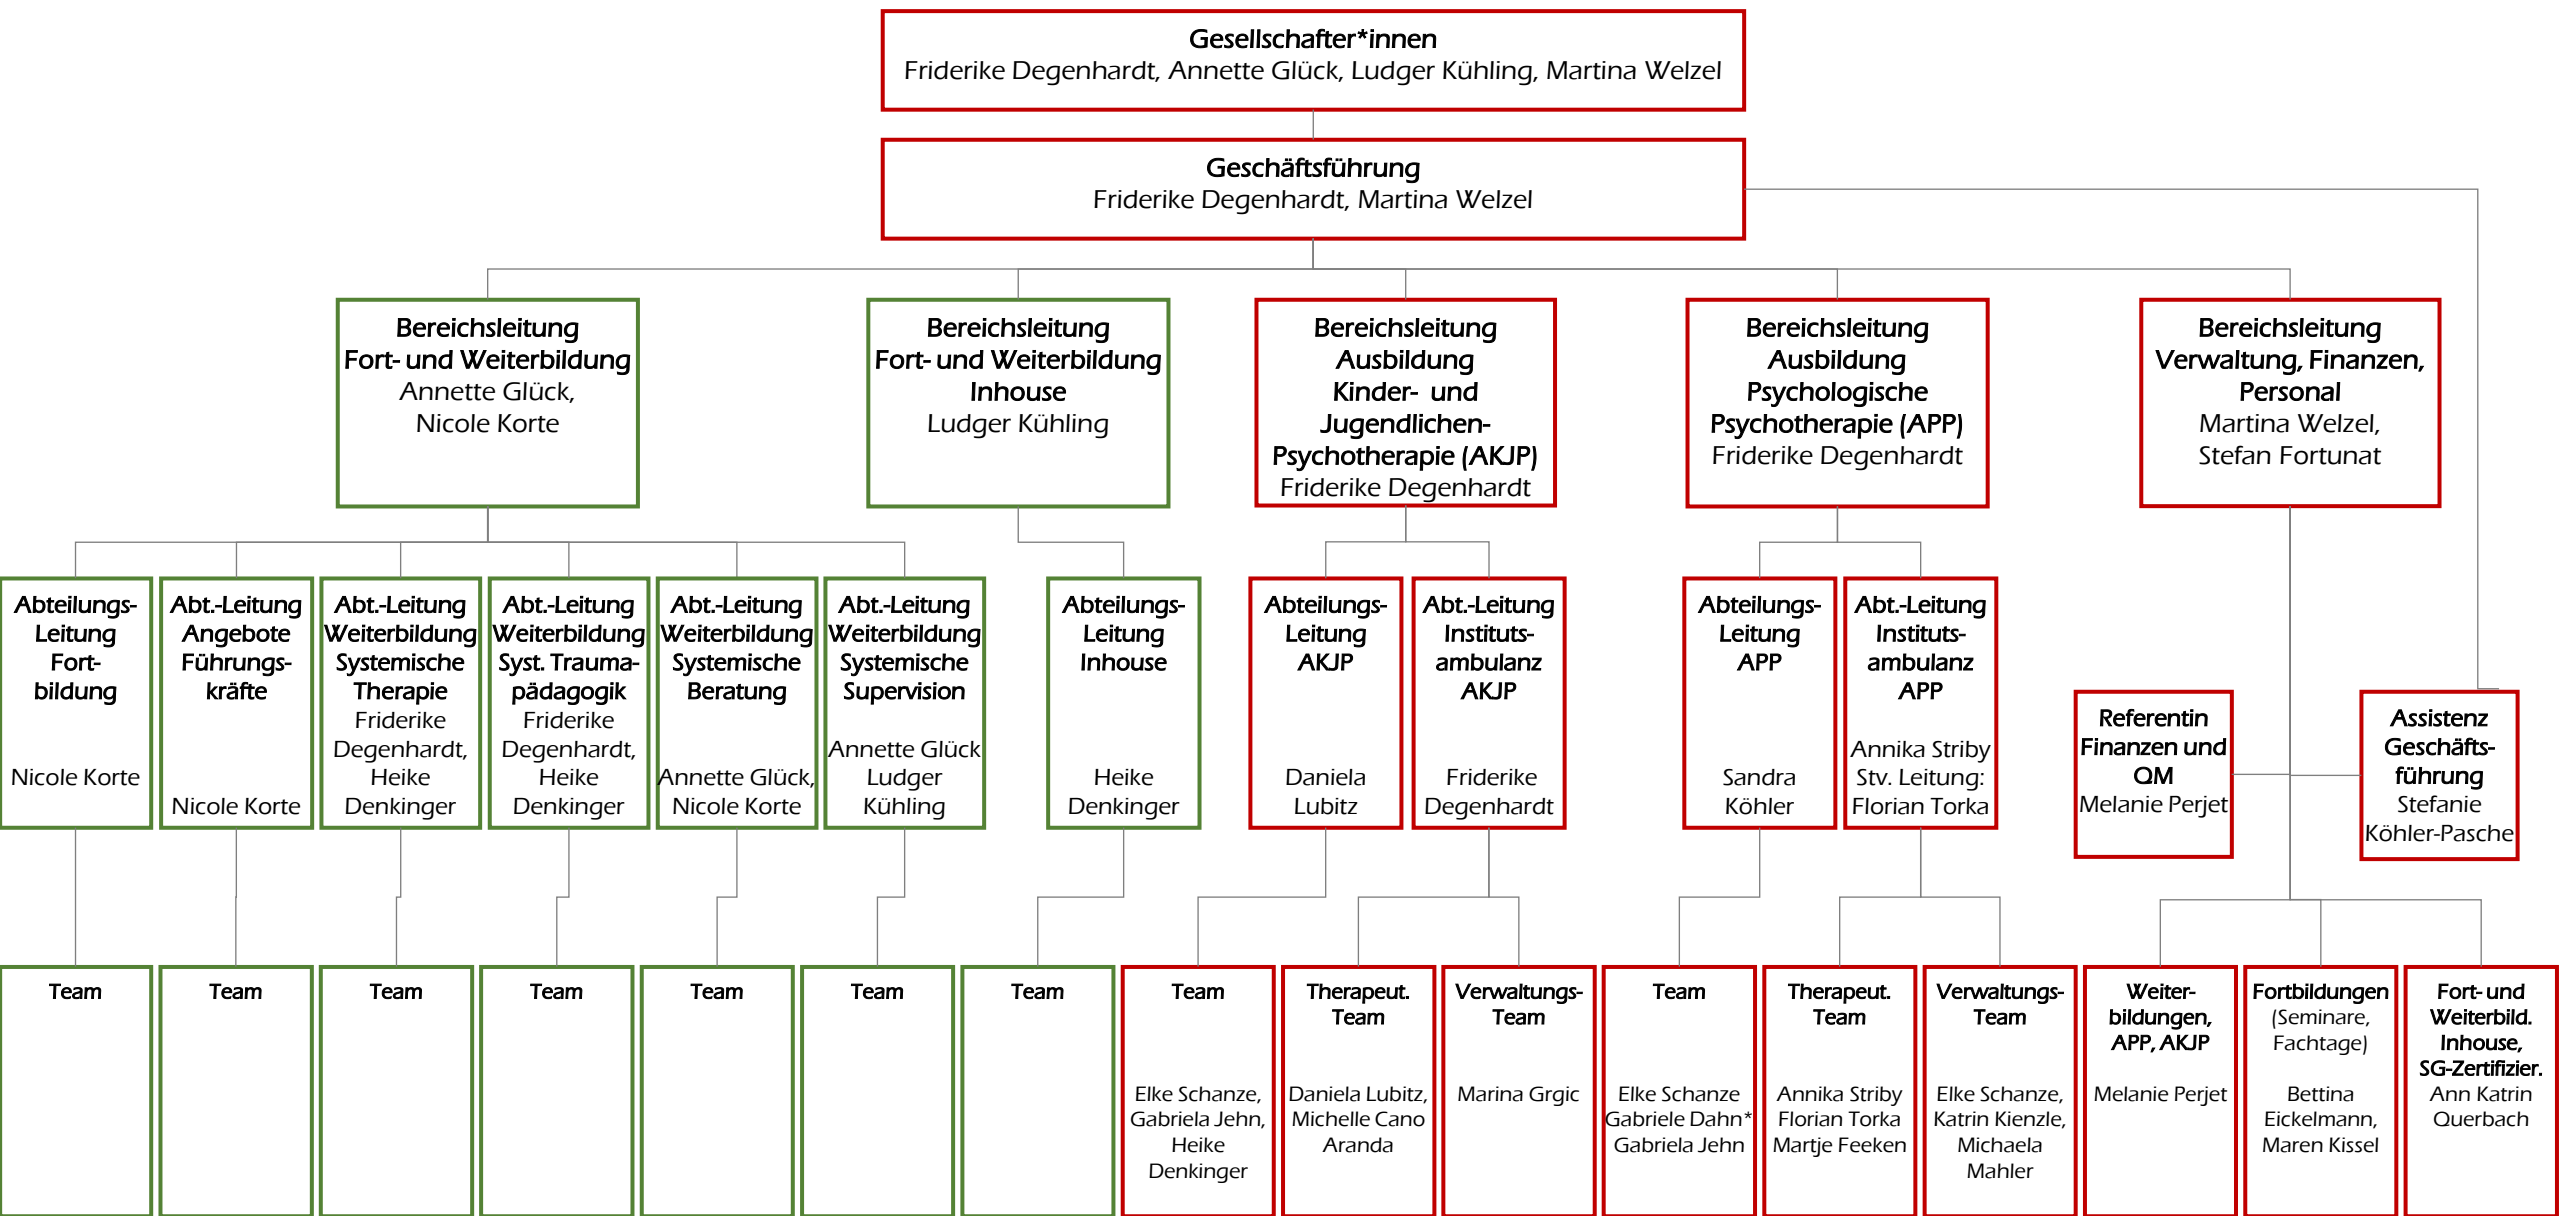 Gesellschafter*innen
Friderike Degenhardt, Annette Glück, Ludger Kühling, Martina Welzel
Geschäftsführung
Friderike Degenhardt, Martina Welzel
Bereichsleitung
Fort- und Weiterbildung
Annette Glück,
Nicole Korte
Bereichsleitung
Fort- und Weiterbildung
Inhouse
Ludger Kühling
Bereichsleitung
Ausbildung
Kinder- und
Jugendlichen-
Psychotherapie (AKJP)
Friderike Degenhardt
Bereichsleitung
Ausbildung
Psychologische
Psychotherapie (APP)
Friderike Degenhardt
Bereichsleitung
Verwaltung, Finanzen,
Personal
Martina Welzel,
Stefan Fortunat
Abteilungs-
Leitung
Fort-
bildung
Nicole Korte
Abt.-Leitung
Angebote
Führungs-
kräfte
Nicole Korte
Abt.-Leitung
Weiterbildung
Systemische
Therapie
Friderike
Degenhardt,
Heike
Denkinger
Abt.-Leitung
Weiterbildung
Syst. Trauma-
pädagogik
Friderike
Degenhardt,
Heike
Denkinger
Abt.-Leitung
Weiterbildung
Systemische
Beratung
Annette Glück,
Nicole Korte
Abt.-Leitung
Weiterbildung
Systemische
Supervision
Annette Glück
Ludger
Kühling
Abteilungs-
Leitung
Inhouse
Heike
Denkinger
Abteilungs-
Leitung
AKJP
Daniela
Lubitz
Abt.-Leitung
Instituts-
ambulanz
AKJP
Friderike
Degenhardt
Abteilungs-
Leitung
APP
Sandra
Köhler
Abt.-Leitung
Instituts-
ambulanz
APP
Annika Striby
Stv. Leitung:
Florian Torka
Referentin
Finanzen und
QM
Melanie Perjet
Assistenz
Geschäfts-
führung
Stefanie
Köhler-Pasche
Team
Team
Team
Team
Team
Team
Team
Team
Elke Schanze,
Gabriela Jehn,
Heike
Denkinger
Therapeut.
Team
Daniela Lubitz,
Michelle Cano
Aranda
Verwaltungs-
Team
Marina Grgic
Team
Elke Schanze
Gabriele Dahn*
Gabriela Jehn
Therapeut.
Team
Annika Striby
Florian Torka
Martje Feeken
Verwaltungs-
Team
Elke Schanze,
Katrin Kienzle,
Michaela
Mahler
Weiter-
bildungen,
APP, AKJP
Melanie Perjet
Fortbildungen
(Seminare,
Fachtage)
Bettina
Eickelmann,
Maren Kissel
Fort- und
Weiterbild.
Inhouse,
SG-Zertifizier.
Ann Katrin
Querbach